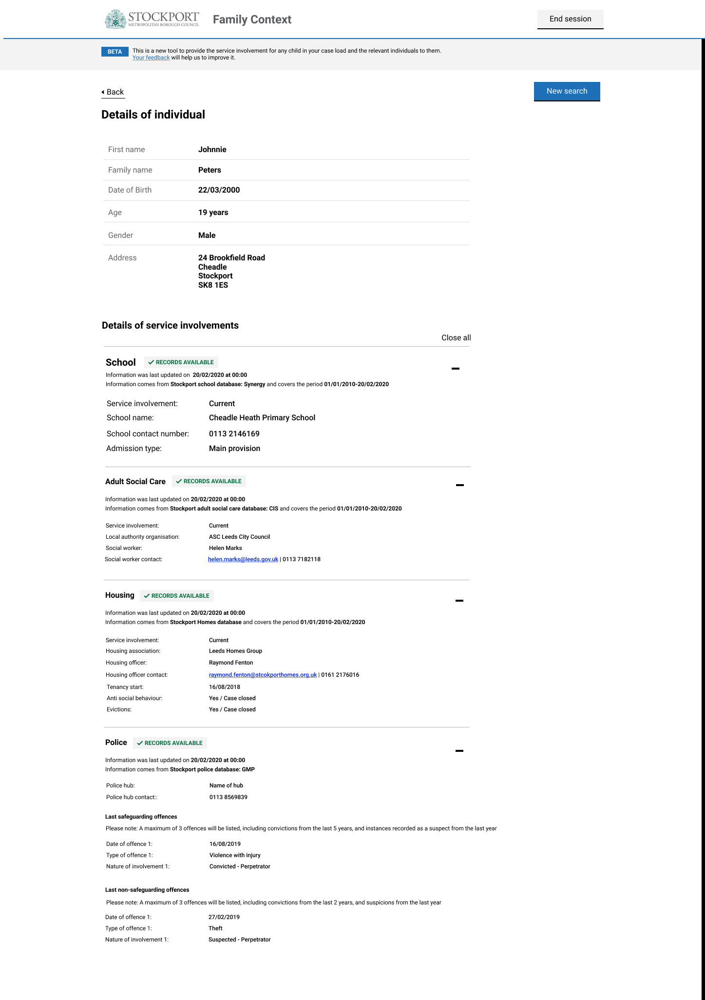 STOCKPORT
METROPOLITAN BOROUGH COUNCIL
Family Context
End session
BETA
This is a new tool to provide the service involvement for any child in your case load and the relevant individuals to them.
Your feedback will help us to improve it.
Back
New search
Details of individual
First name Johnnie
Family name Peters
Date of Birth 22/03/2000
Age 19 years
Gender Male
Address 24 Brookfield Road
Cheadle
Stockport
SK8 1ES
Details of service involvements
Close all
School RECORDS AVAILABLE
Information was last updated on 20/02/2020 at 00:00
Information comes from Stockport school database: Synergy and covers the period 01/01/2010-20/02/2020
Service involvement: Current
School name: Cheadle Heath Primary School
School contact number: 0113 2146169
Admission type: Main provision
Adult Social Care RECORDS AVAILABLE
Information was last updated on 20/02/2020 at 00:00
Information comes from Stockport adult social care database: CIS and covers the period 01/01/2010-20/02/2020
Service involvement: Current
Local authority organisation: ASC Leeds City Council
Social worker: Helen Marks
Social worker contact: helen.marks@leeds.gov.uk | 0113 7182118
Housing RECORDS AVAILABLE
Information was last updated on 20/02/2020 at 00:00
Information comes from Stockport Homes database and covers the period 01/01/2010-20/02/2020
Service involvement: Current
Housing association: Leeds Homes Group
Housing officer: Raymond Fenton
Housing officer contact: raymond.fenton@stcokporthomes.org.uk | 0161 2176016
Tenancy start: 16/08/2018
Anti social behaviour: Yes / Case closed
Evictions: Yes / Case closed
Police RECORDS AVAILABLE
Information was last updated on 20/02/2020 at 00:00
Information comes from Stockport police database: GMP
Police hub: Name of hub
Police hub contact:: 0113 8569839
Last safeguarding offences
Please note: A maximum of 3 offences will be listed, including convictions from the last 5 years, and instances recorded as a suspect from the last year
Date of offence 1: 16/08/2019
Type of offence 1: Violence with injury
Nature of involvement 1: Convicted - Perpetrator
Last non-safeguarding offences
Please note: A maximum of 3 offences will be listed, including convictions from the last 2 years, and suspicions from the last year
Date of offence 1: 27/02/2019
Type of offence 1: Theft
Nature of involvement 1: Suspected - Perpetrator